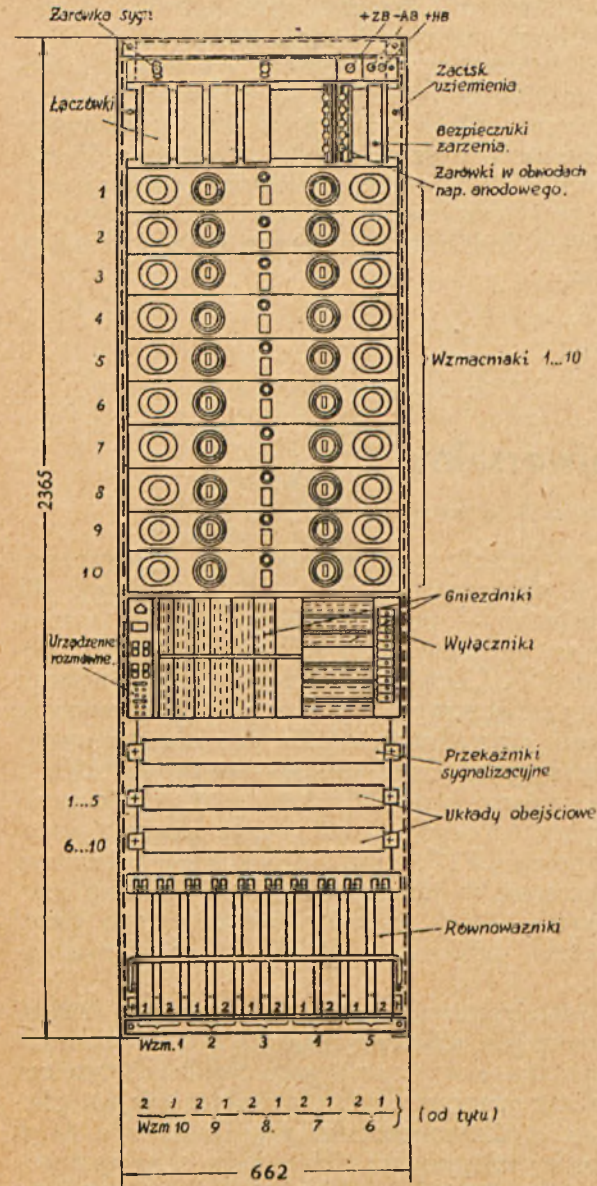 Żarówka sygn.
+ZB -AB +HB
Zacisk uziemienia.
Łączówki
Bezpieczniki żarzenia.
Żarówki w obwodach nap. anodowego.
1
2
3
4
5
6
7
8
9
10
Wzmacniaki 1...10
2365
Gniezdniki
Urządzenie rozmowne.
Wyłączniki
Przekaźniki sygnalizacyjne
1...5
Układy obejściowe
6...10
Równoważniki
1 2 1 2 1 2 1 2 1 2
Wzm. 1 2 3 4 5
2 1 2 1 2 1 2 1 2 1
Wzm 10 9 8. 7 6
(od tyłu)
662